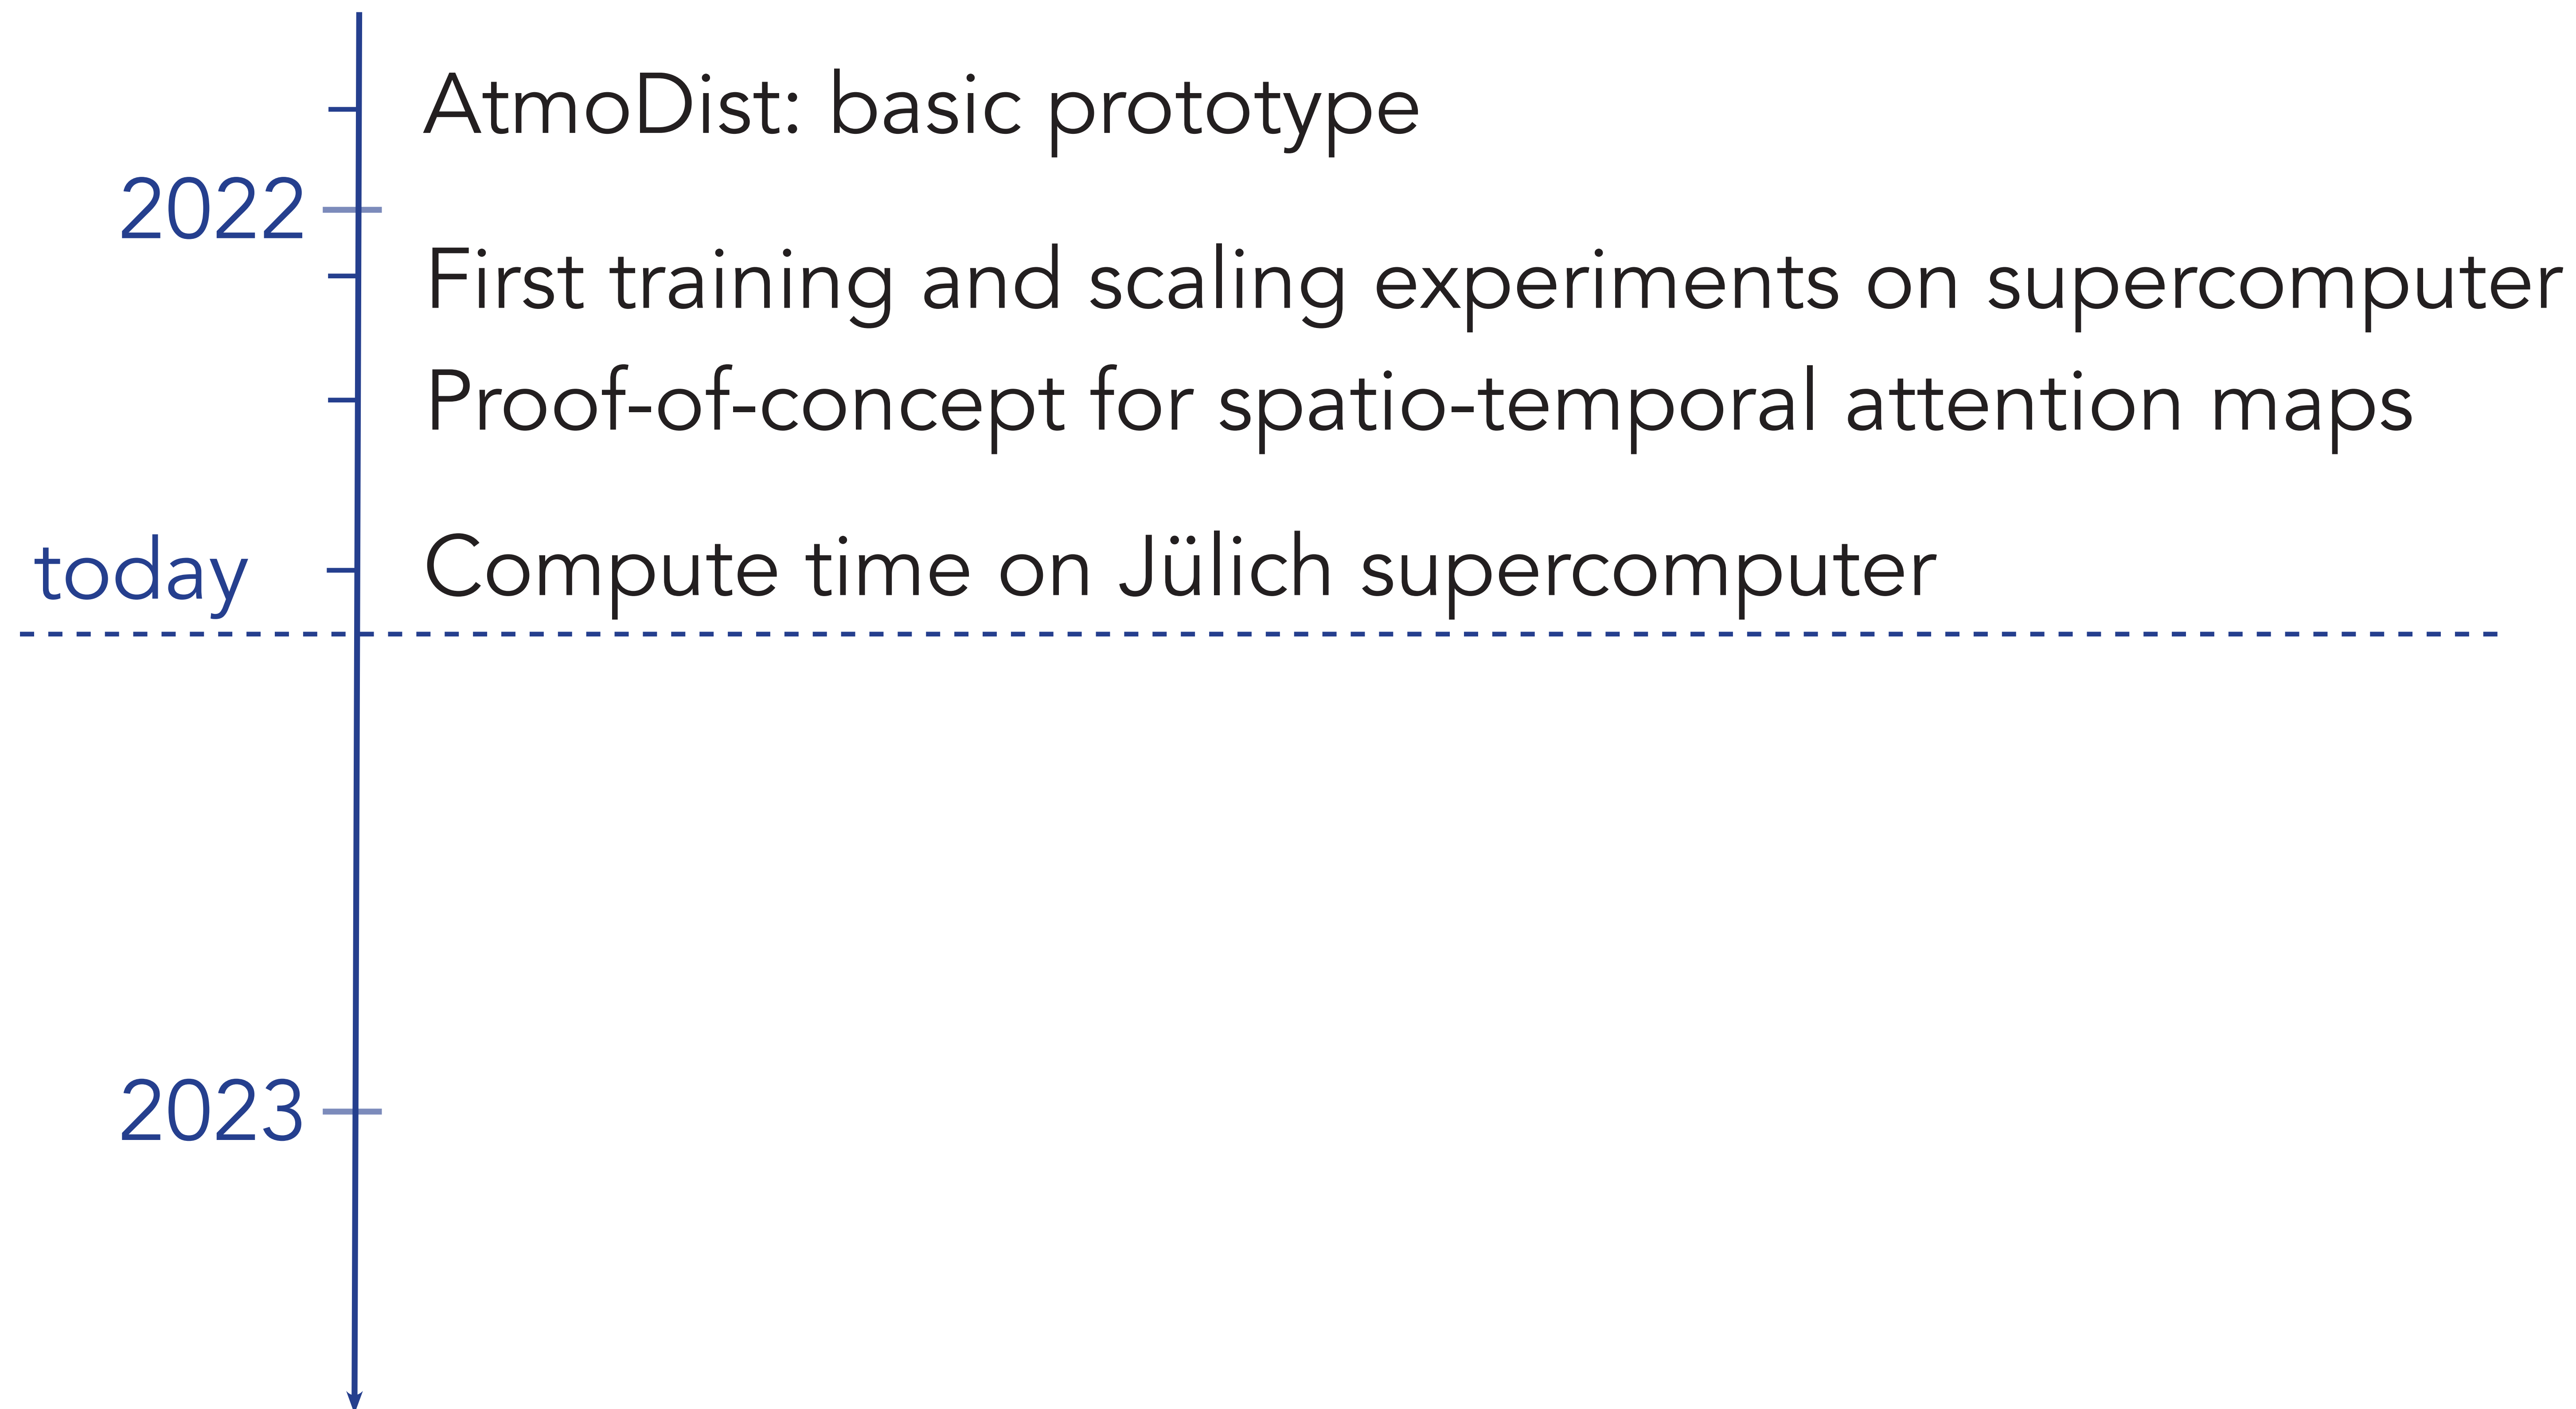 AtmoDist: basic prototype
2022
First training and scaling experiments on supercomputer
Proof-of-concept for spatio-temporal attention maps
today
Compute time on Jülich supercomputer
2023